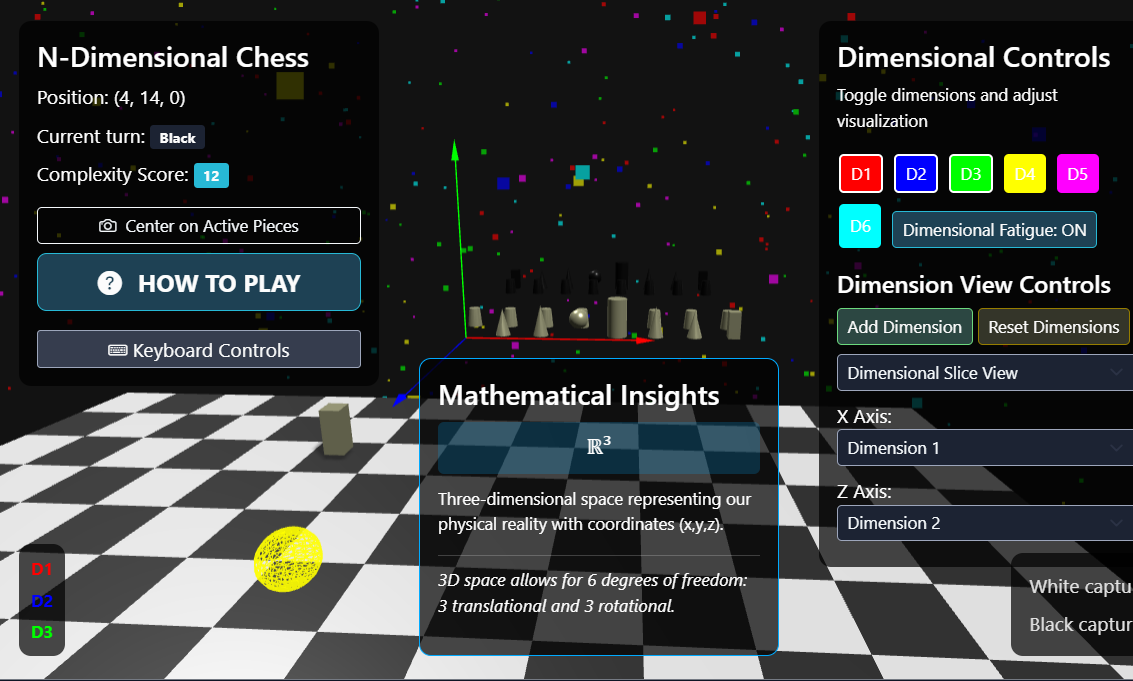 N-Dimensional Chess
Position: (4, 14, 0)
Current turn: Black
Complexity Score: 12
Center on Active Pieces
? HOW TO PLAY
Keyboard Controls
D1
D2
D3
Mathematical Insights
ℝ³
Three-dimensional space representing our
physical reality with coordinates (x,y,z).
3D space allows for 6 degrees of freedom:
3 translational and 3 rotational.
Dimensional Controls
Toggle dimensions and adjust
visualization
D1 D2 D3 D4 D5
D6 Dimensional Fatigue: ON
Dimension View Controls
Add Dimension Reset Dimensions
Dimensional Slice View
X Axis:
Dimension 1
Z Axis:
Dimension 2
White captu
Black captur